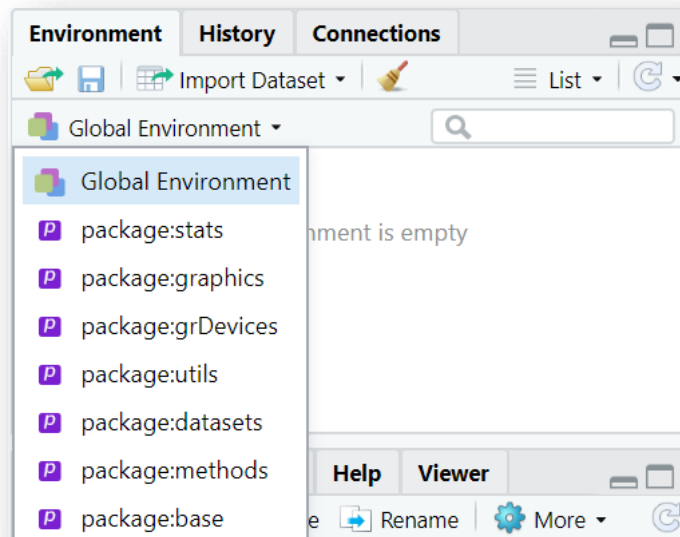 Environment History Connections
Import Dataset List
Global Environment
Global Environment
package:stats
nment is empty
package:graphics
package:grDevices
package:utils
package:datasets
package:methods
Help Viewer
package:base
e Rename More